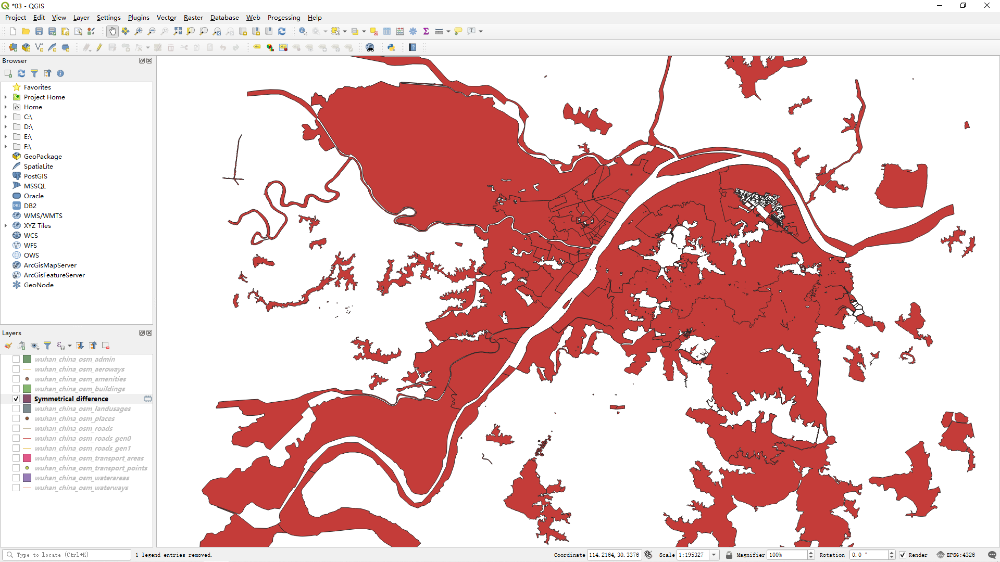 *03 - QGIS
Project Edit View Layer Settings Plugins Vector Raster Database Web Processing Help
Browser
Favorites
Project Home
Home
C:\
D:\
E:\
F:\
GeoPackage
SpatiaLite
PostGIS
MSSQL
Oracle
DB2
WMS/WMTS
XYZ Tiles
WCS
WFS
OWS
ArcGisMapServer
ArcGisFeatureServer
GeoNode
Layers
wuhan_china_osm_admin
wuhan_china_osm_aeroways
wuhan_china_osm_amenities
wuhan_china_osm_buildings
Symmetrical difference
wuhan_china_osm_landusages
wuhan_china_osm_places
wuhan_china_osm_roads
wuhan_china_osm_roads_gen0
wuhan_china_osm_roads_gen1
wuhan_china_osm_transport_areas
wuhan_china_osm_transport_points
wuhan_china_osm_waterareas
wuhan_china_osm_waterways
Type to locate (Ctrl+K) 1 legend entries removed. Coordinate 114.2164,30.3376 Scale 1:195327 Magnifier 100% Rotation 0.0 ° Render EPSG:4326